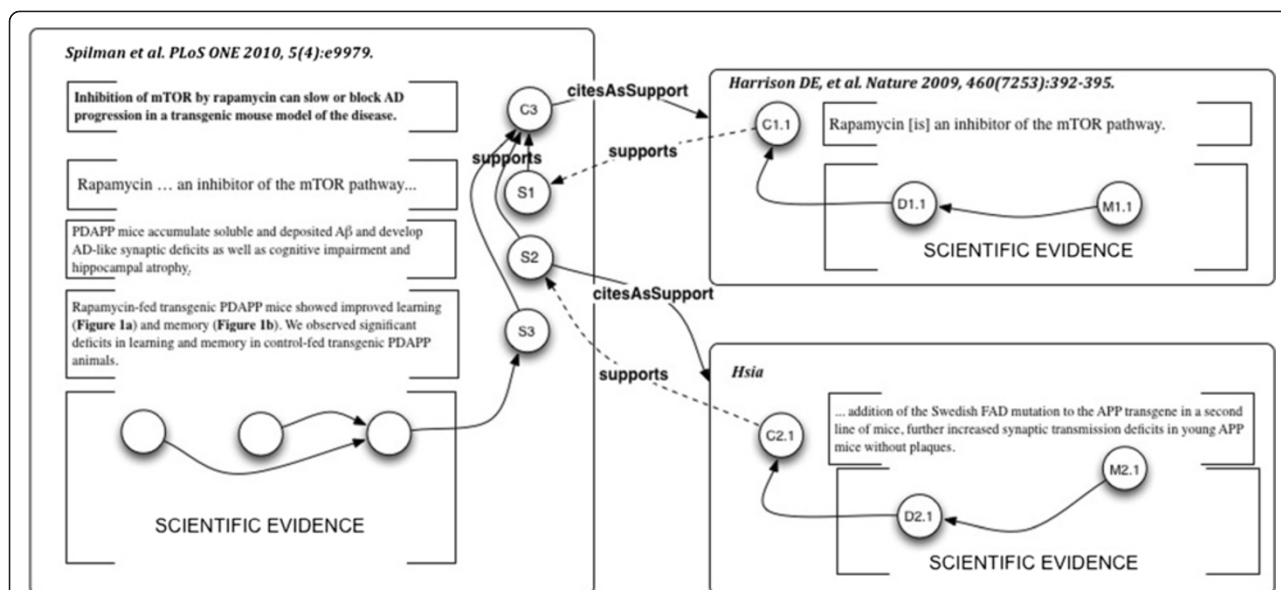 Spilman et al. PLoS ONE 2010, 5(4):e9979.
Inhibition of mTOR by rapamycin can slow or block AD
progression in a transgenic mouse model of the disease.
Rapamycin … an inhibitor of the mTOR pathway...
PDAPP mice accumulate soluble and deposited Aβ and develop
AD-like synaptic deficits as well as cognitive impairment and
hippocampal atrophy.
Rapamycin-fed transgenic PDAPP mice showed improved learning
(Figure 1a) and memory (Figure 1b). We observed significant
deficits in learning and memory in control-fed transgenic PDAPP
animals.
SCIENTIFIC EVIDENCE
C3
supports
S1
S2
S3
citesAsSupport
supports
citesAsSupport
supports
Harrison DE, et al. Nature 2009, 460(7253):392-395.
C1.1
Rapamycin [is] an inhibitor of the mTOR pathway.
D1.1
M1.1
SCIENTIFIC EVIDENCE
Hsia
C2.1
... addition of the Swedish FAD mutation to the APP transgene in a second
line of mice, further increased synaptic transmission deficits in young APP
mice without plaques.
M2.1
D2.1
SCIENTIFIC EVIDENCE